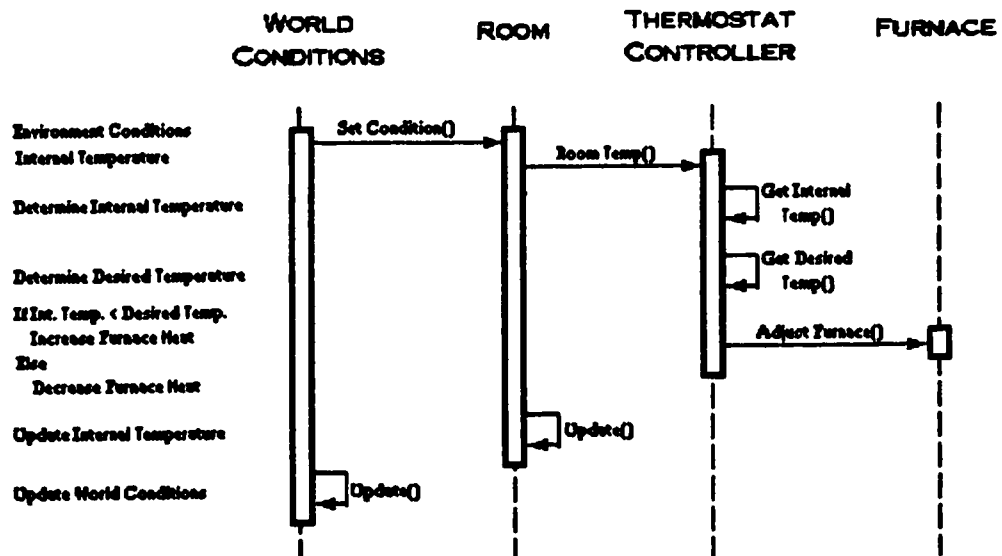 WORLD
CONDITIONS
ROOM
THERMOSTAT
CONTROLLER
FURNACE
Environment Conditions
Internal Temperature
Determine Internal Temperature
Determine Desired Temperature
If Int. Temp. < Desired Temp.
Increase Furnace Heat
Else
Decrease Furnace Heat
Update Internal Temperature
Update World Conditions
Set Condition()
Room Temp()
Get Internal
Temp()
Get Desired
Temp()
Adjust Furnace()
Update()
Update()